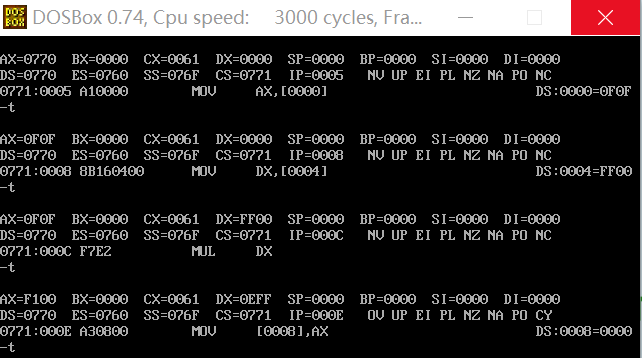 DOS BOX DOSBox 0.74, Cpu speed: 3000 cycles, Fra...
AX=0770 BX=0000 CX=0061 DX=0000 SP=0000 BP=0000 SI=0000 DI=0000
DS=0770 ES=0760 SS=076F CS=0771 IP=0005 NV UP EI PL NZ NA PO NC
0771:0005 A10000 MOV AX,[0000] DS:0000=0F0F
-t
AX=0F0F BX=0000 CX=0061 DX=0000 SP=0000 BP=0000 SI=0000 DI=0000
DS=0770 ES=0760 SS=076F CS=0771 IP=0008 NV UP EI PL NZ NA PO NC
0771:0008 8B160400 MOV DX,[0004] DS:0004=FF00
-t
AX=0F0F BX=0000 CX=0061 DX=FF00 SP=0000 BP=0000 SI=0000 DI=0000
DS=0770 ES=0760 SS=076F CS=0771 IP=000C NV UP EI PL NZ NA PO NC
0771:000C F7E2 MUL DX
-t
AX=F100 BX=0000 CX=0061 DX=0EFF SP=0000 BP=0000 SI=0000 DI=0000
DS=0770 ES=0760 SS=076F CS=0771 IP=000E OV UP EI PL NZ NA PO CY
0771:000E A30800 MOV [0008],AX DS:0008=0000
-t